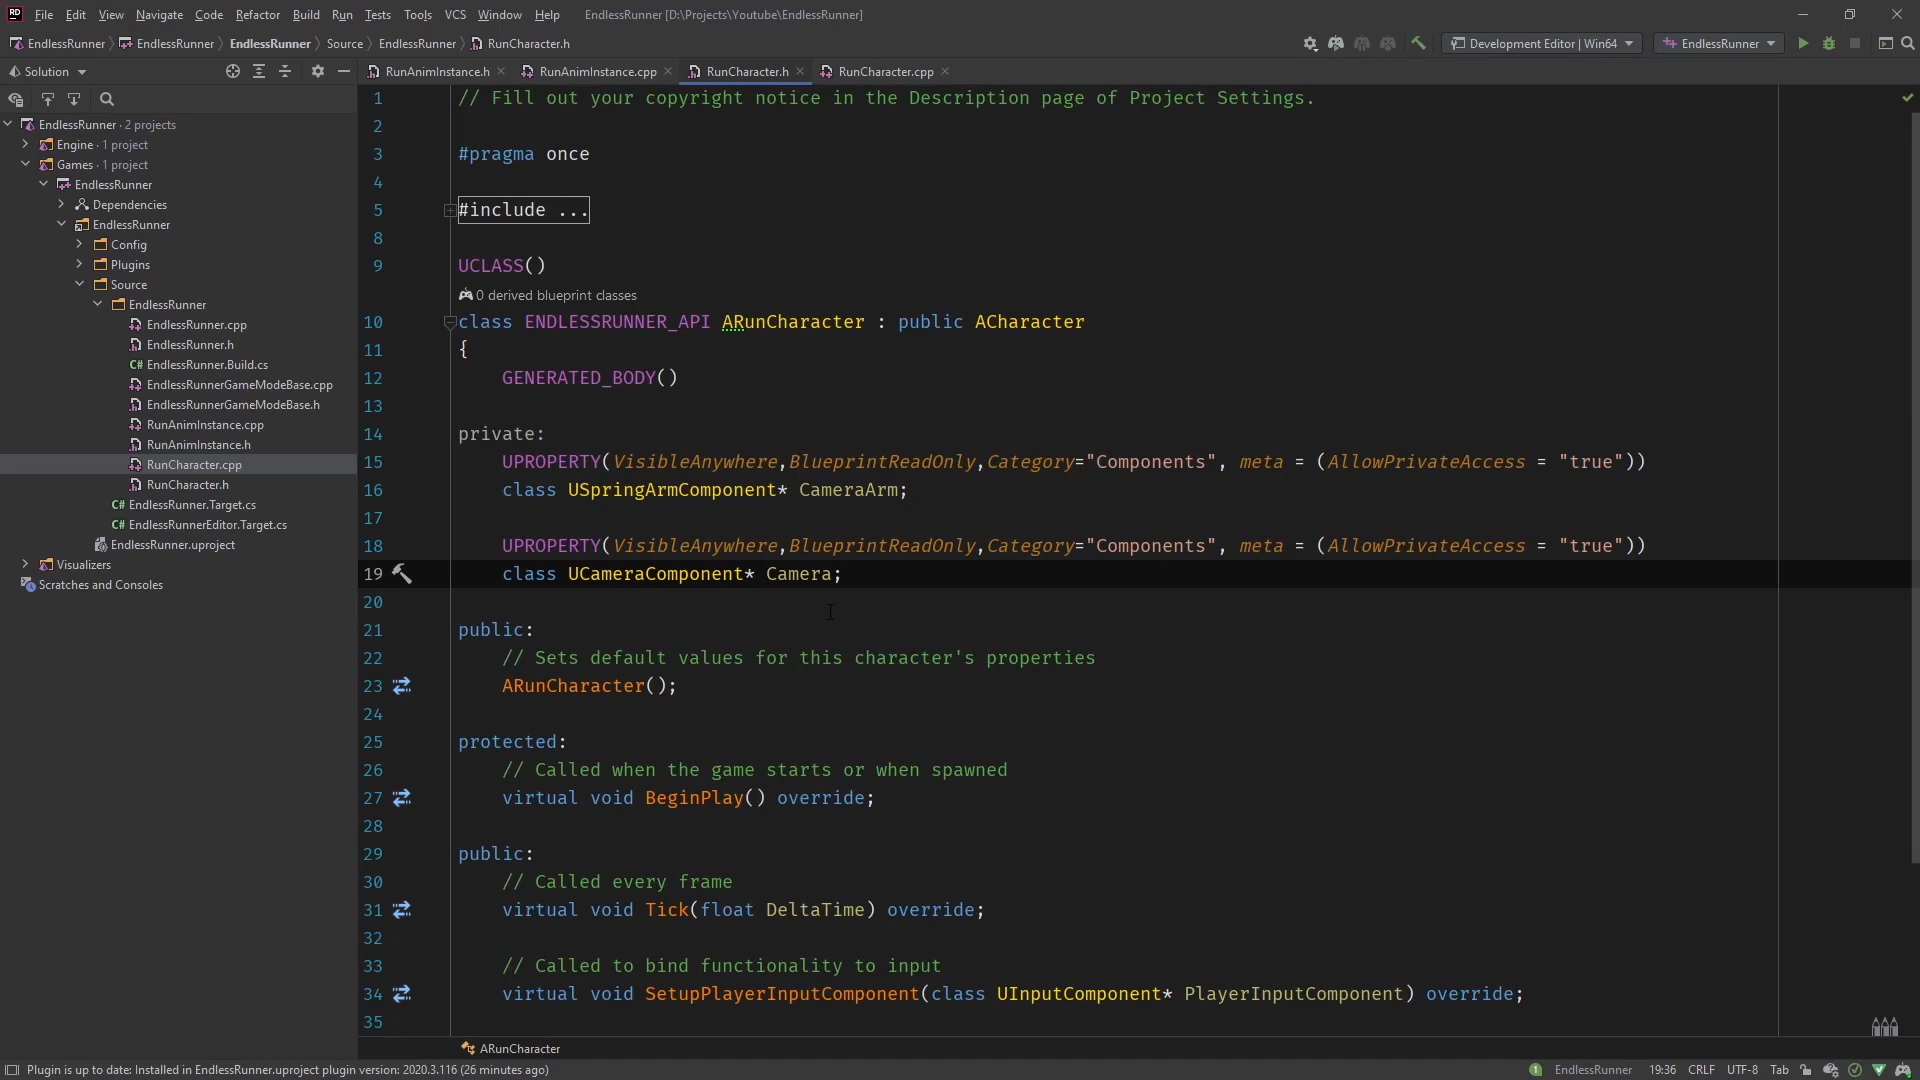 RD File Edit View Navigate Code Refactor Build Run Tests Tools VCS Window Help EndlessRunner [D:\Projects\Youtube\EndlessRunner]
EndlessRunner EndlessRunner EndlessRunner Source EndlessRunner RunCharacter.h Development Editor | Win64 EndlessRunner
Solution
RunAnimInstance.h RunAnimInstance.cpp RunCharacter.h RunCharacter.cpp
EndlessRunner · 2 projects
Engine · 1 project
Games · 1 project
EndlessRunner
Dependencies
EndlessRunner
Config
Plugins
Source
EndlessRunner
EndlessRunner.cpp
EndlessRunner.h
C# EndlessRunner.Build.cs
EndlessRunnerGameModeBase.cpp
EndlessRunnerGameModeBase.h
RunAnimInstance.cpp
RunAnimInstance.h
RunCharacter.cpp
RunCharacter.h
C# EndlessRunner.Target.cs
C# EndlessRunnerEditor.Target.cs
EndlessRunner.uproject
Visualizers
Scratches and Consoles
1 // Fill out your copyright notice in the Description page of Project Settings.
2
3 #pragma once
4
5 #include ...
8
9 UCLASS()
0 derived blueprint classes
10 class ENDLESSRUNNER_API ARunCharacter : public ACharacter
11 {
12 GENERATED_BODY()
13
14 private:
15 UPROPERTY(VisibleAnywhere,BlueprintReadOnly,Category="Components", meta = (AllowPrivateAccess = "true"))
16 class USpringArmComponent* CameraArm;
17
18 UPROPERTY(VisibleAnywhere,BlueprintReadOnly,Category="Components", meta = (AllowPrivateAccess = "true"))
19 class UCameraComponent* Camera;
20
21 public:
22 // Sets default values for this character's properties
23 ARunCharacter();
24
25 protected:
26 // Called when the game starts or when spawned
27 virtual void BeginPlay() override;
28
29 public:
30 // Called every frame
31 virtual void Tick(float DeltaTime) override;
32
33 // Called to bind functionality to input
34 virtual void SetupPlayerInputComponent(class UInputComponent* PlayerInputComponent) override;
35
ARunCharacter
Plugin is up to date: Installed in EndlessRunner.uproject plugin version: 2020.3.116 (26 minutes ago) 1 EndlessRunner 19:36 CRLF UTF-8 Tab